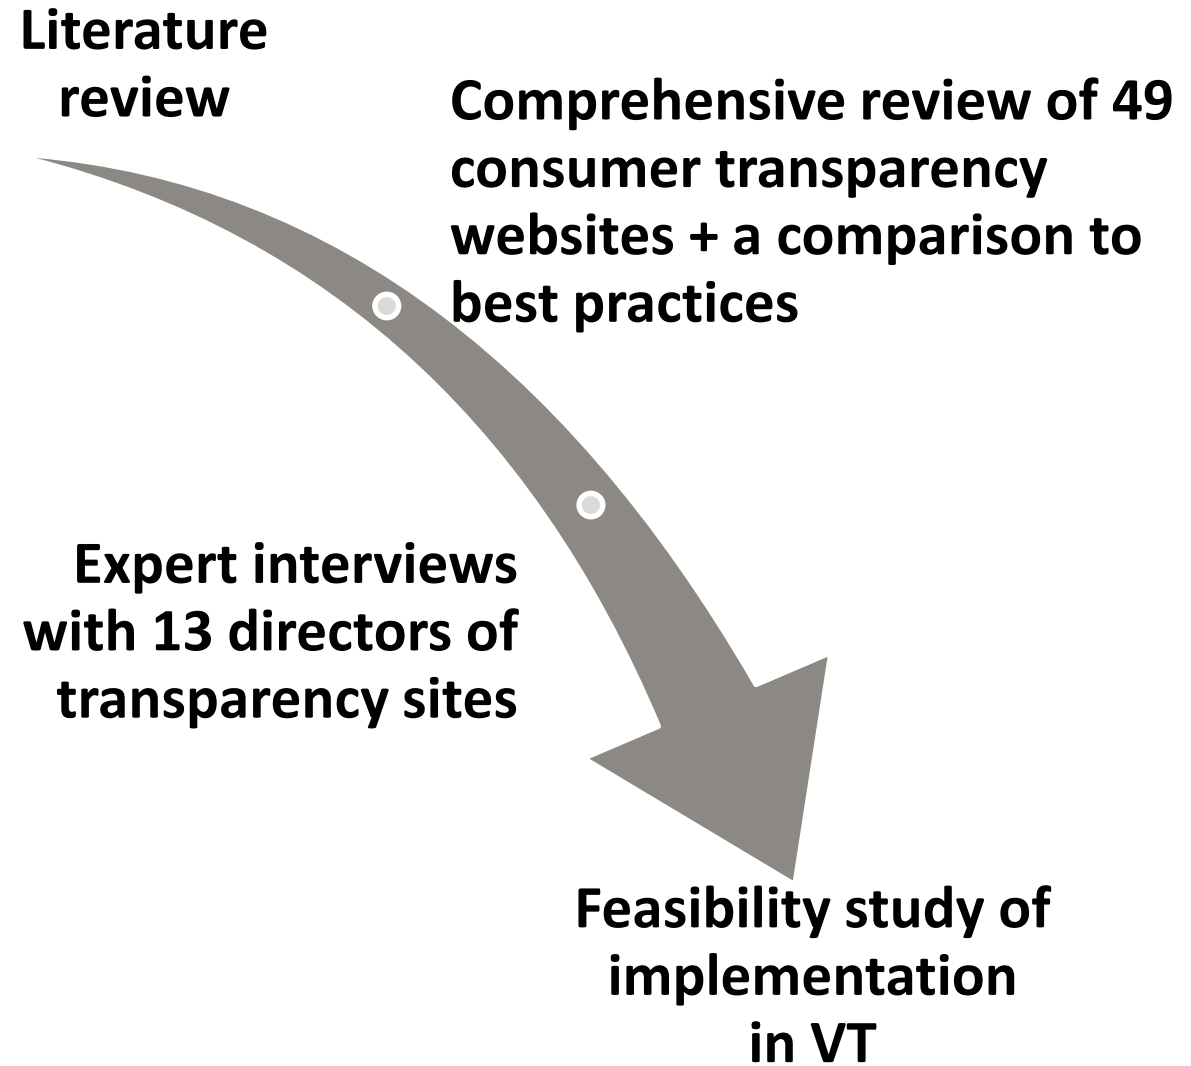 Literature
review
Comprehensive review of 49
consumer transparency
websites + a comparison to
best practices
Expert interviews
with 13 directors of
transparency sites
Feasibility study of
implementation
in VT